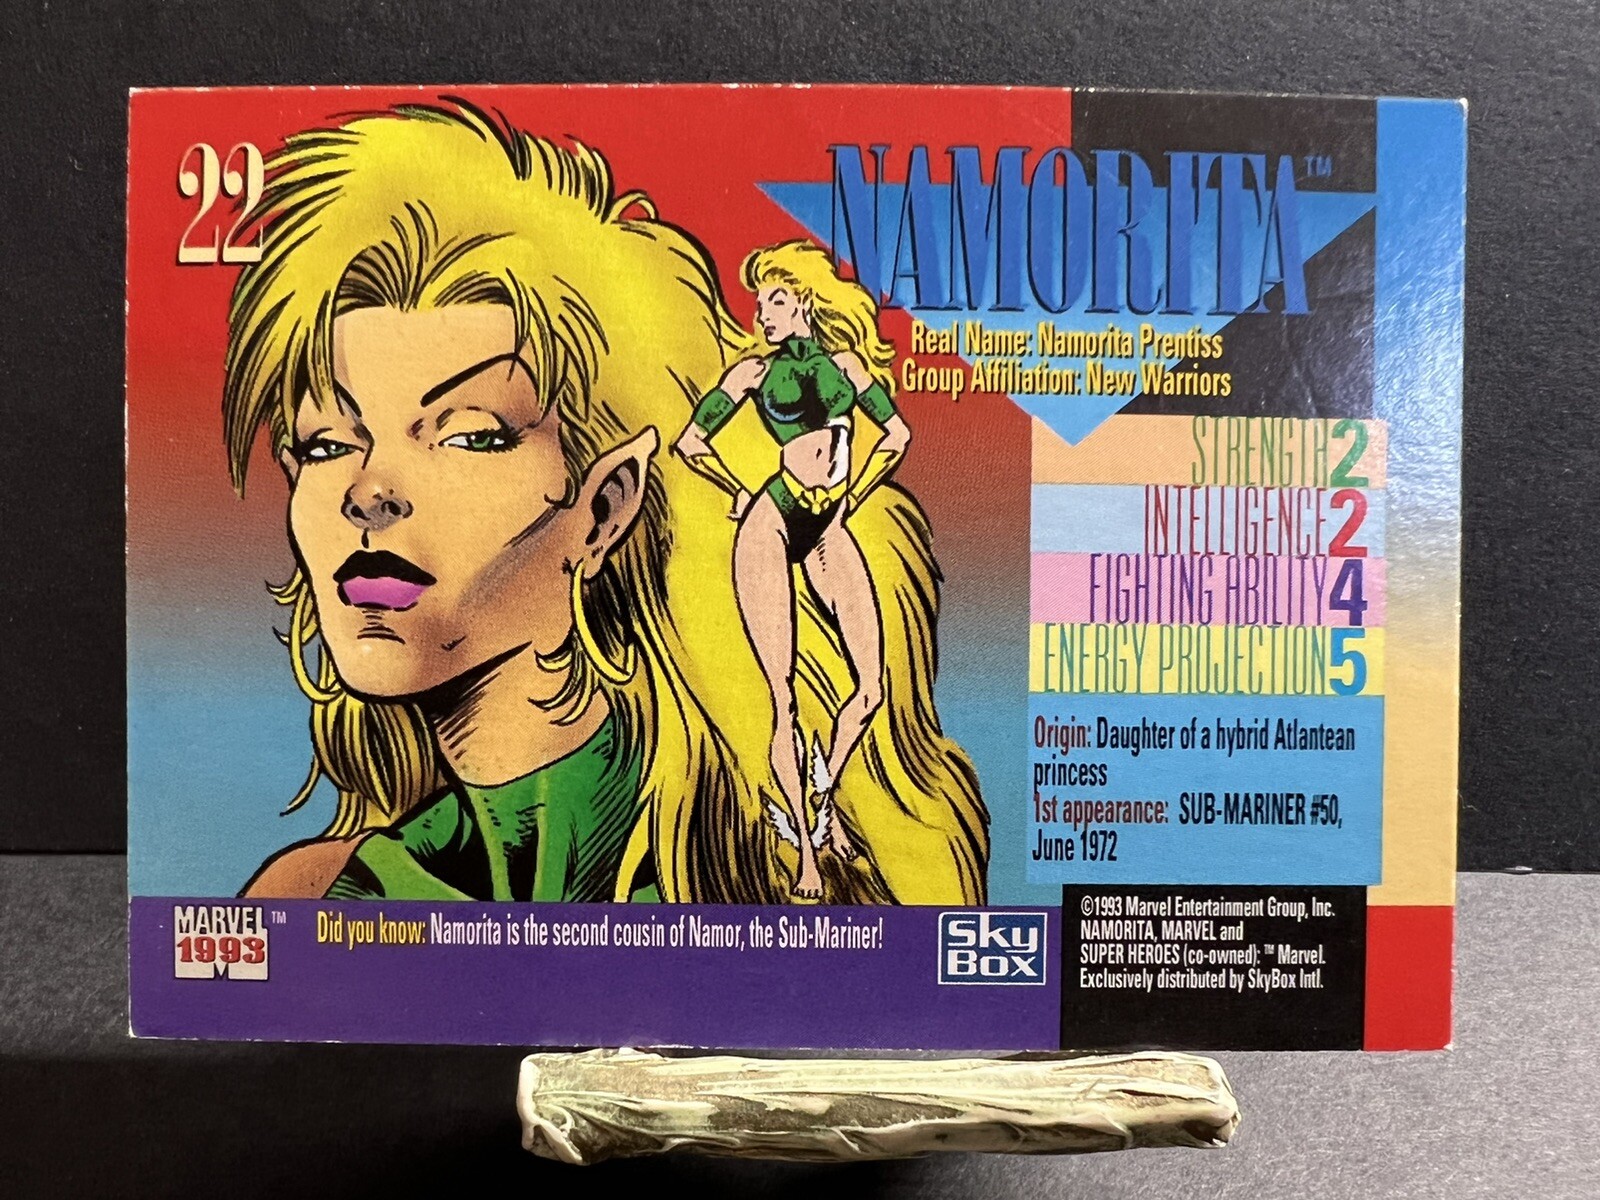 22
NAMORITA™
Real Name: Namorita Prentiss
Group Affiliation: New Warriors
STRENGTH 2
INTELLIGENCE 2
FIGHTING ABILITY 4
ENERGY PROJECTION 5
Origin: Daughter of a hybrid Atlantean
princess
1st appearance: SUB-MARINER #50,
June 1972
MARVEL™
1993
Did you know: Namorita is the second cousin of Namor, the Sub-Mariner!
Sky
BOX
©1993 Marvel Entertainment Group, Inc.
NAMORITA, MARVEL and
SUPER HEROES (co-owned): ™ Marvel.
Exclusively distributed by SkyBox Intl.